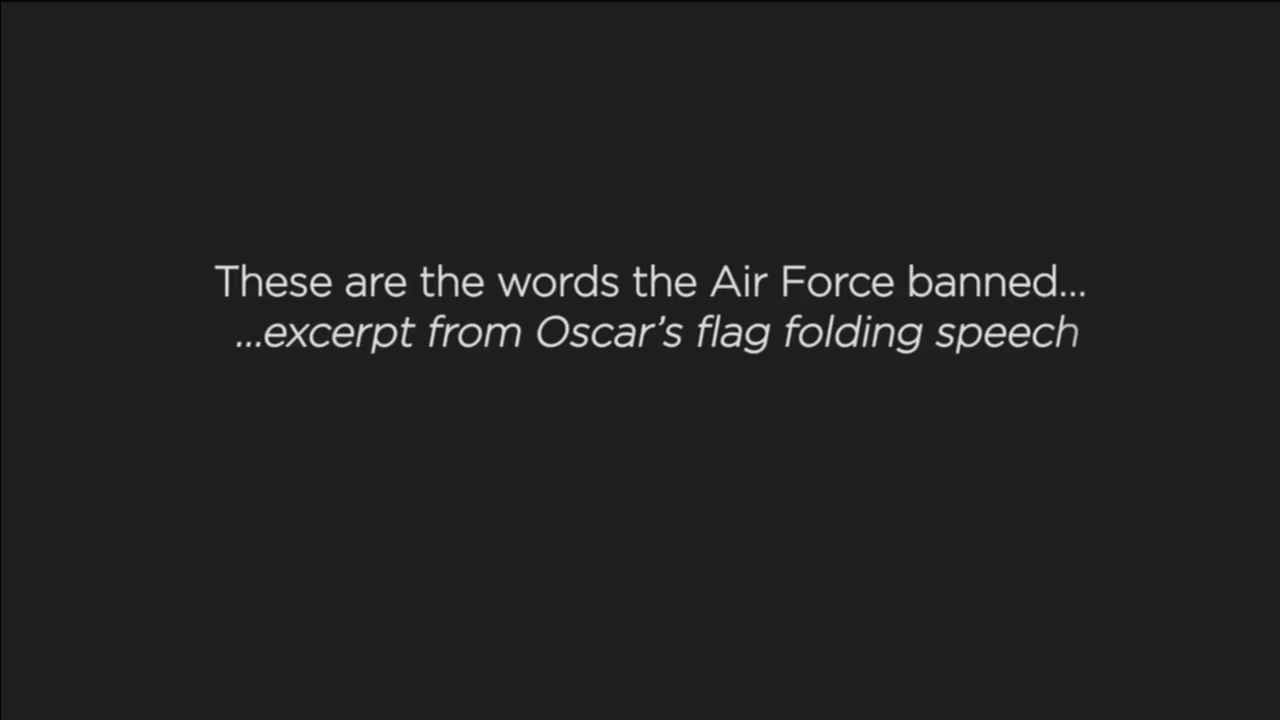 These are the words the Air Force banned...
...excerpt from Oscar's flag folding speech